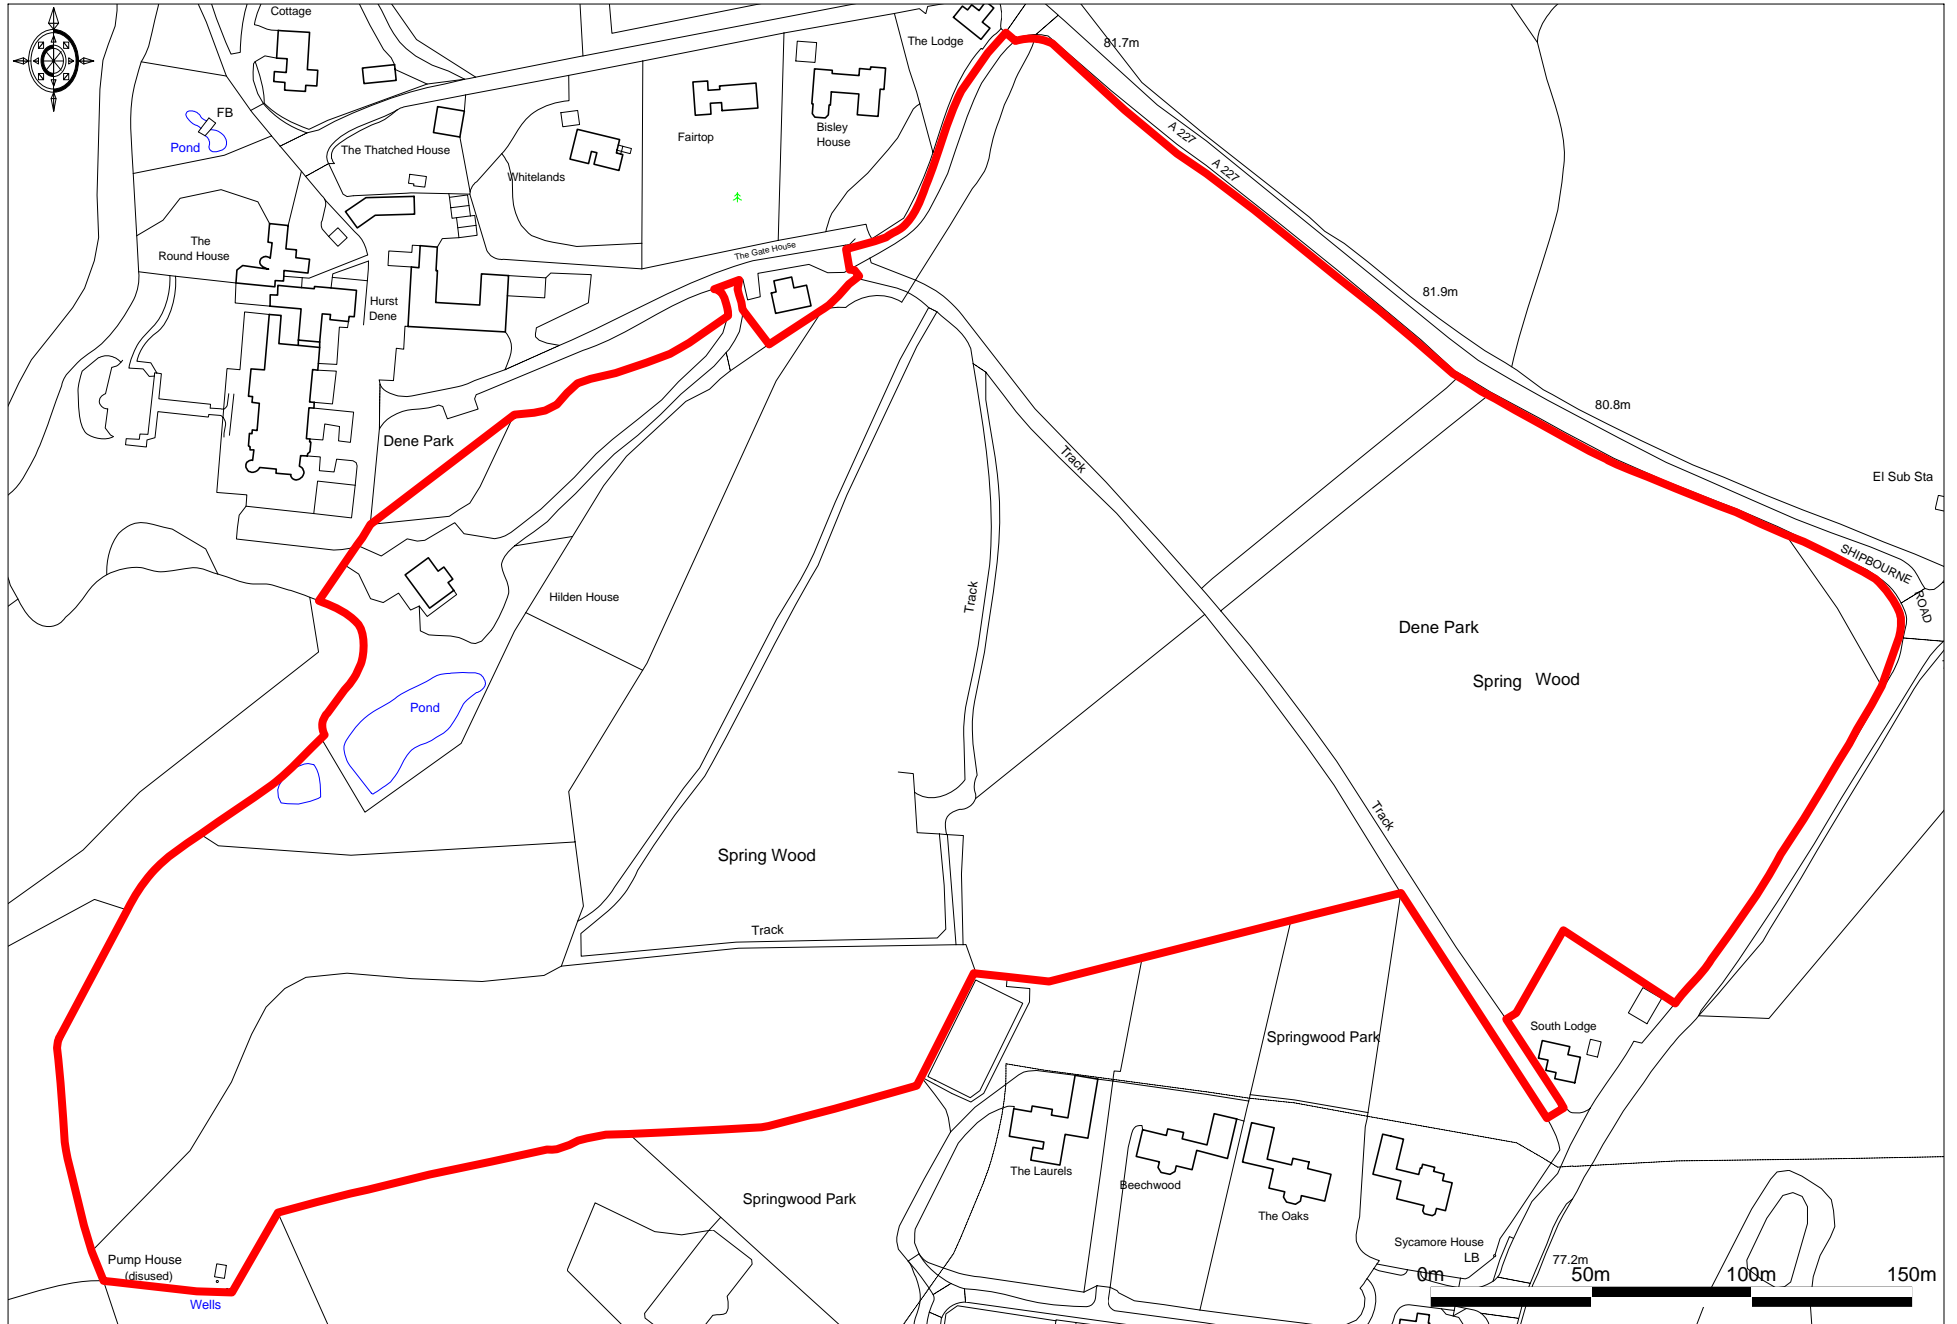 Cottage
The Lodge
81.7m
FB
Pond
The Thatched House
Whitelands
Fairtop
Bisley
House
A 227
A 227
The
Round House
The Gate House
Hurst
Dene
81.9m
80.8m
Dene Park
Track
El Sub Sta
SHIPBOURNE
ROAD
Hilden House
Track
Dene Park
Spring Wood
Pond
Track
Spring Wood
Track
South Lodge
Springwood Park
The Laurels
Beechwood
The Oaks
Springwood Park
Sycamore House
LB
77.2m
Pump House
(disused)
Wells
0m 50m 100m 150m